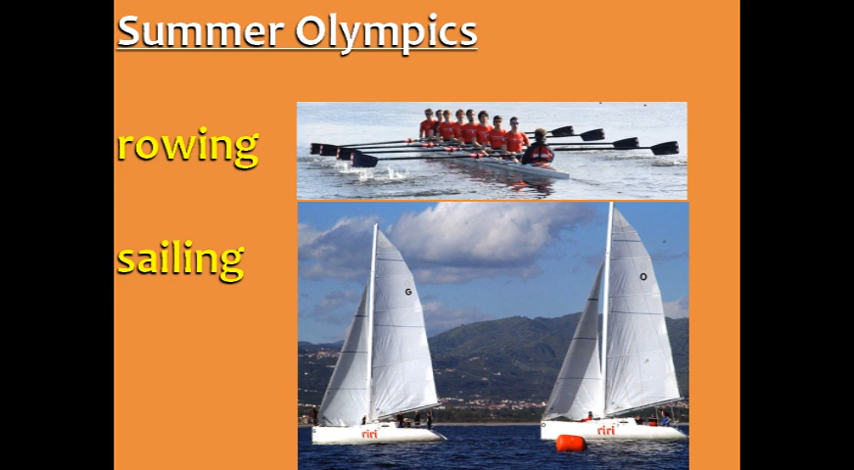 Summer Olympics
rowing
sailing
G
O
riri
riri